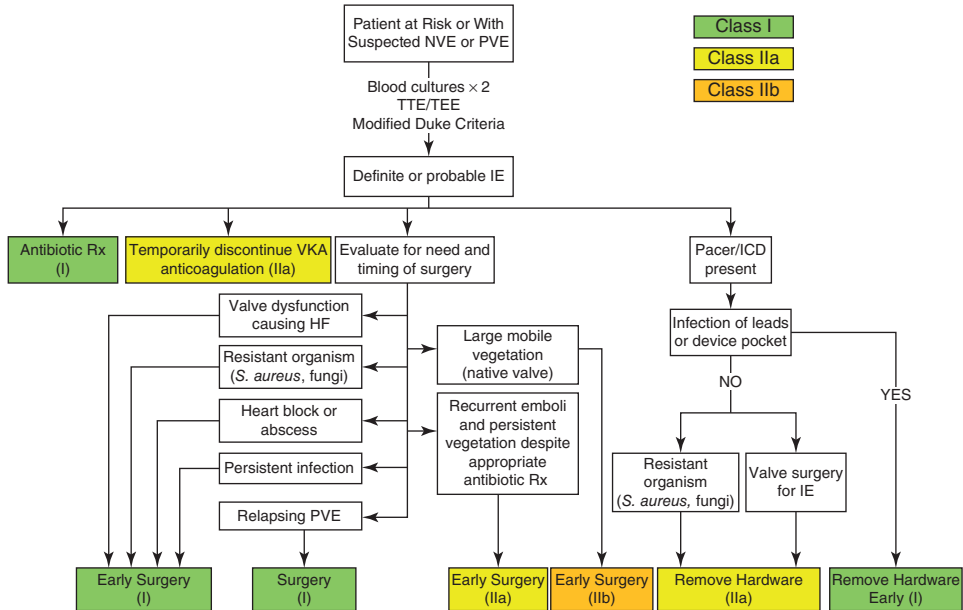 Patient at Risk or With
Suspected NVE or PVE
Class I
Class IIa
Class IIb
Blood cultures × 2
TTE/TEE
Modified Duke Criteria
Definite or probable IE
Antibiotic Rx
(I)
Temporarily discontinue VKA
anticoagulation (IIa)
Evaluate for need and
timing of surgery
Pacer/ICD
present
Valve dysfunction
causing HF
Resistant organism
(S. aureus, fungi)
Heart block or
abscess
Persistent infection
Relapsing PVE
Large mobile
vegetation
(native valve)
Recurrent emboli
and persistent
vegetation despite
appropriate
antibiotic Rx
Infection of leads
or device pocket
NO
YES
Resistant
organism
(S. aureus, fungi)
Valve surgery
for IE
Early Surgery
(I)
Surgery
(I)
Early Surgery
(IIa)
Early Surgery
(IIb)
Remove Hardware
(IIa)
Remove Hardware
Early (I)